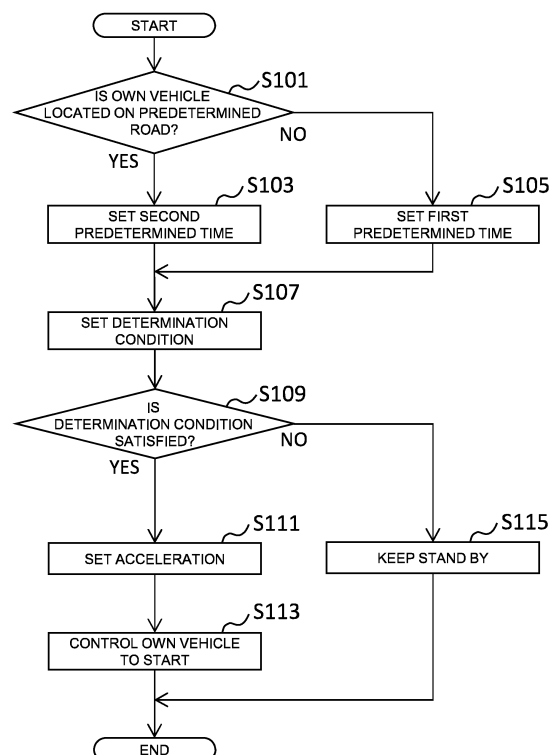 START
S101
IS OWN VEHICLE
LOCATED ON PREDETERMINED
ROAD?
NO
YES
S103
S105
SET SECOND
PREDETERMINED TIME
SET FIRST
PREDETERMINED TIME
S107
SET DETERMINATION
CONDITION
S109
IS
DETERMINATION CONDITION
SATISFIED?
NO
YES
S111
S115
SET ACCELERATION
KEEP STAND BY
S113
CONTROL OWN VEHICLE
TO START
END